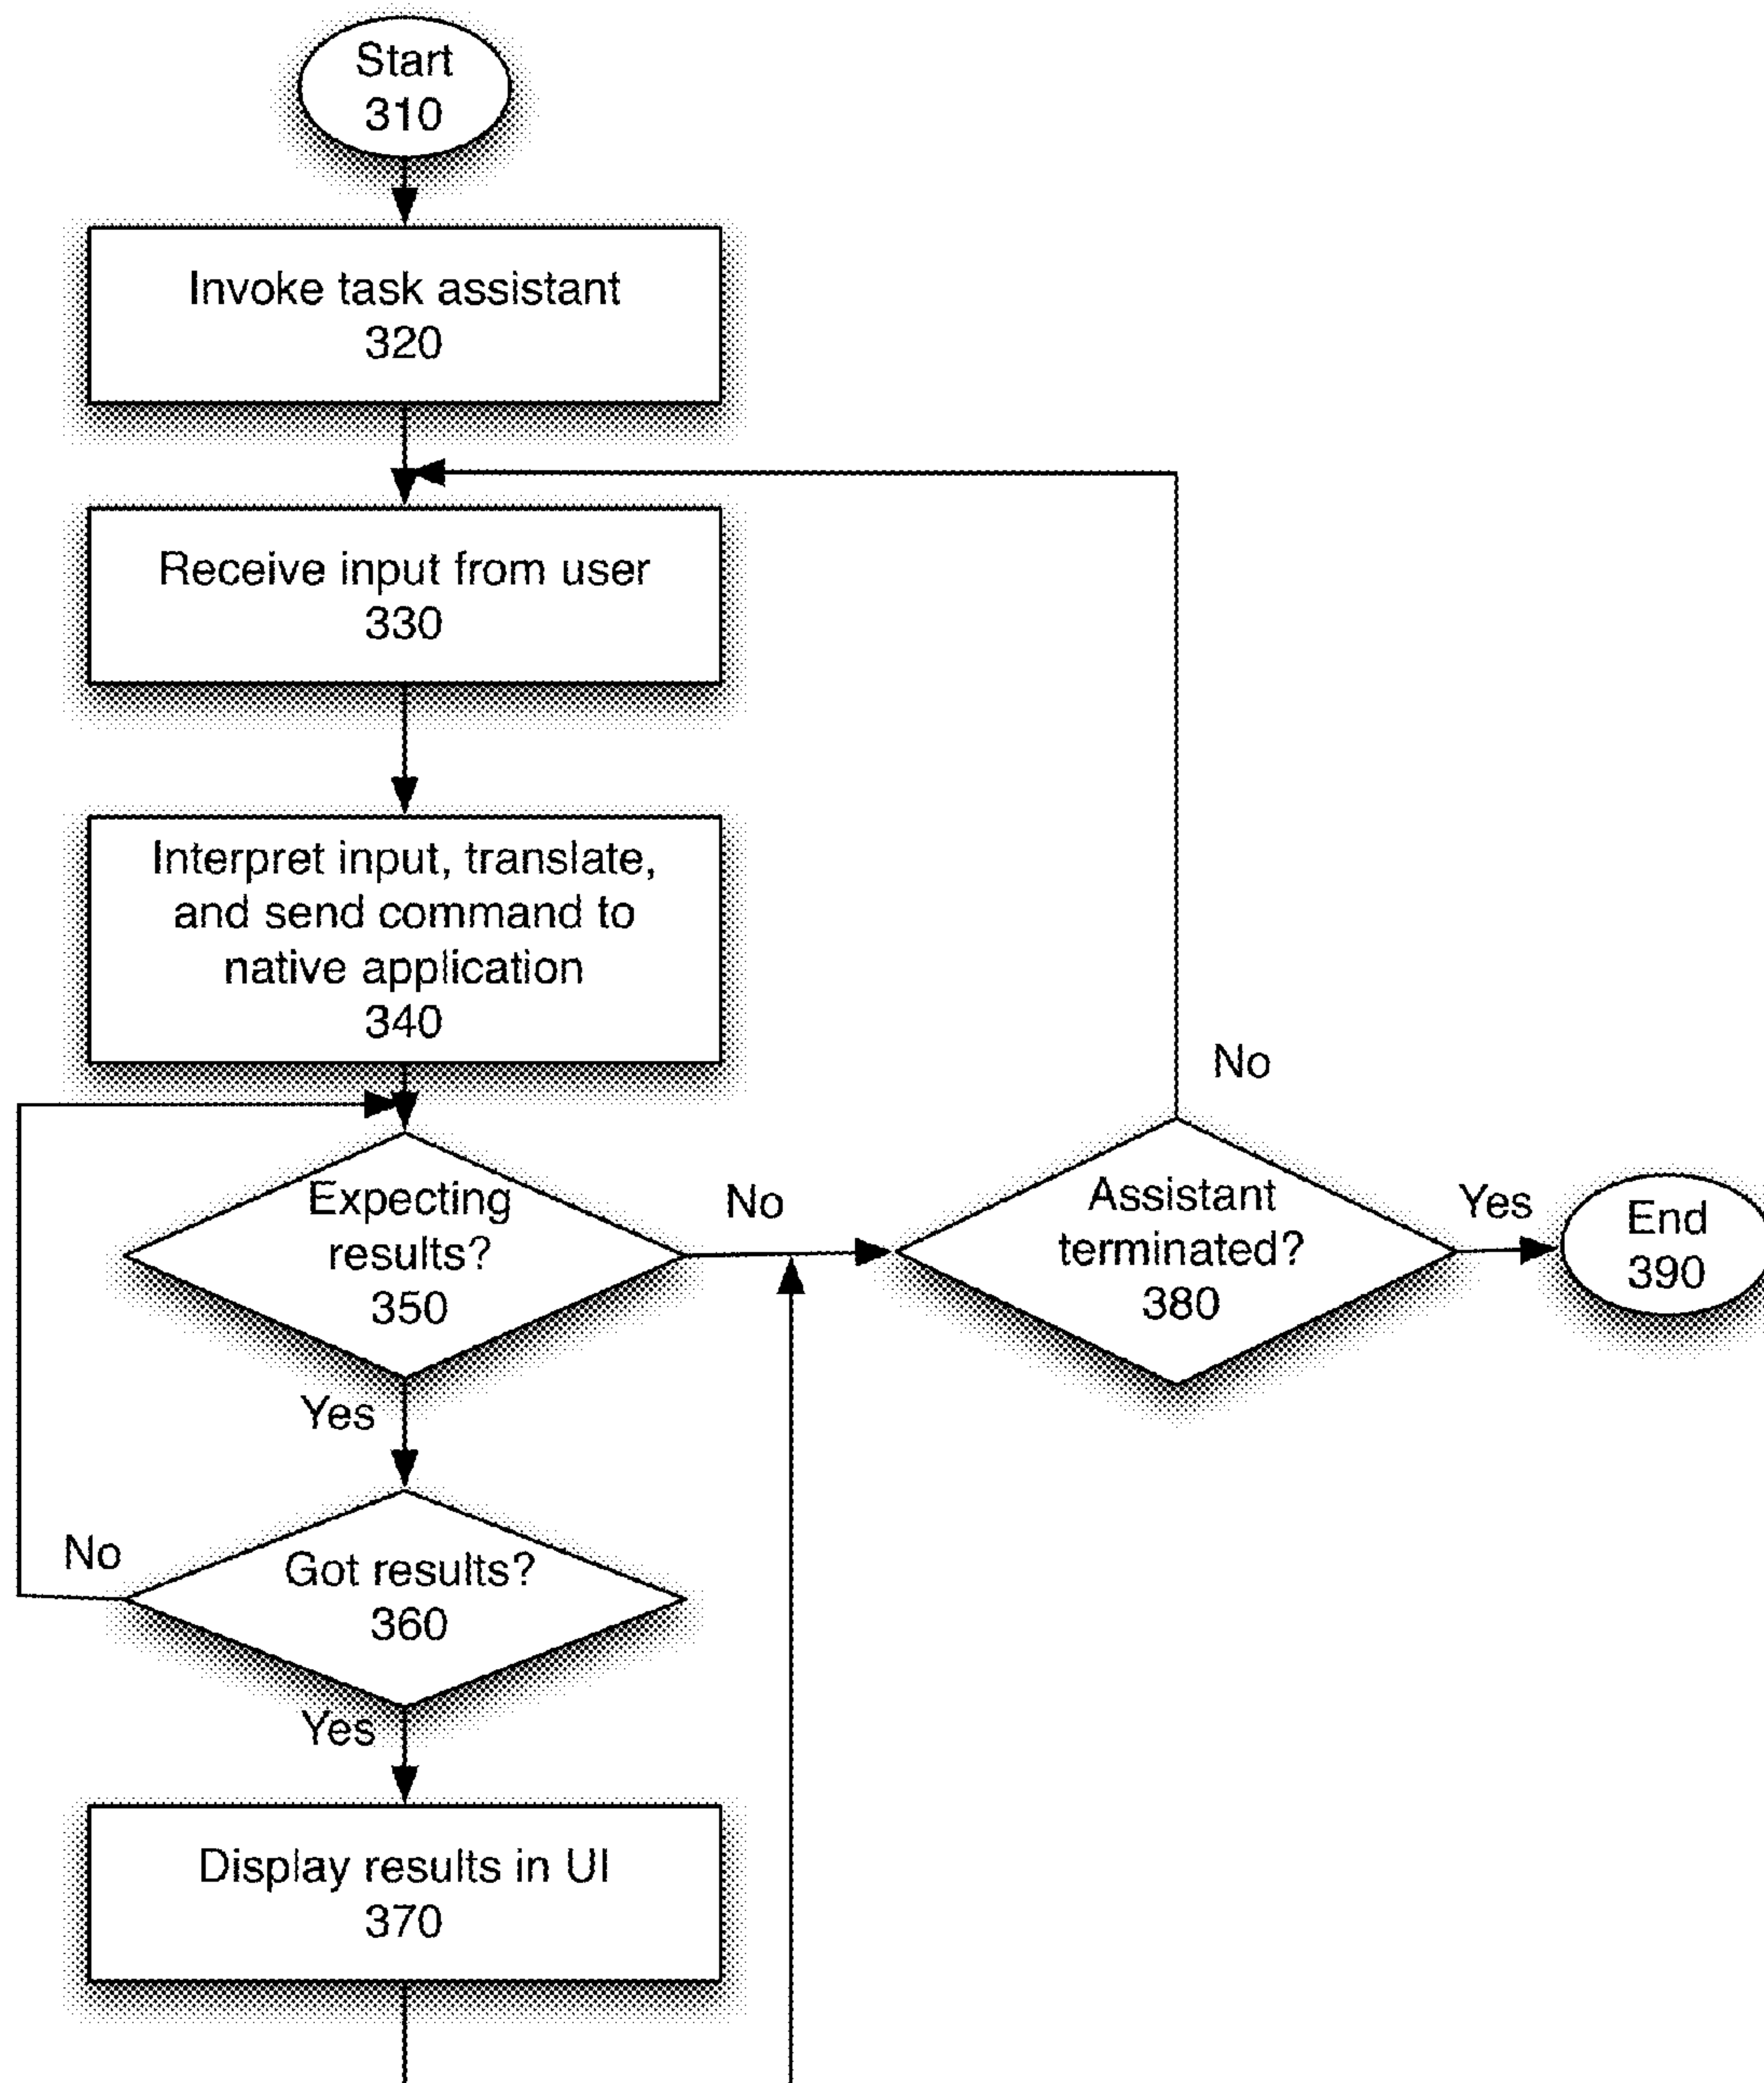 Start
310
Invoke task assistant
320
Receive input from user
330
Interpret input, translate,
and send command to
native application
340
Expecting
results?
350
No
Yes
Got results?
360
No
Yes
Display results in UI
370
Assistant
terminated?
380
No
Yes
End
390